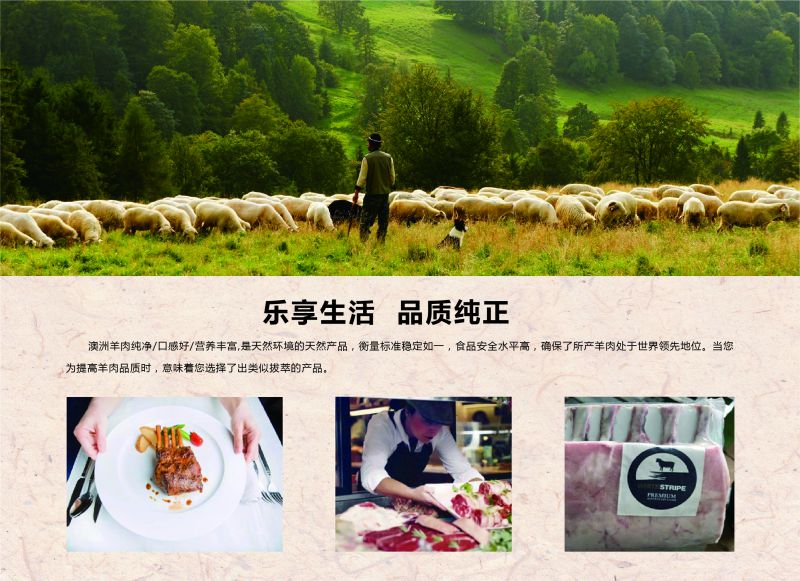 乐享生活 品质纯正
澳洲羊肉纯净/口感好/营养丰富,是天然环境的天然产品，衡量标准稳定如一，食品安全水平高，确保了所产羊肉处于世界领先地位。当您
为提高羊肉品质时，意味着您选择了出类似拔萃的产品。
WHITE STRIPE
PREMIUM